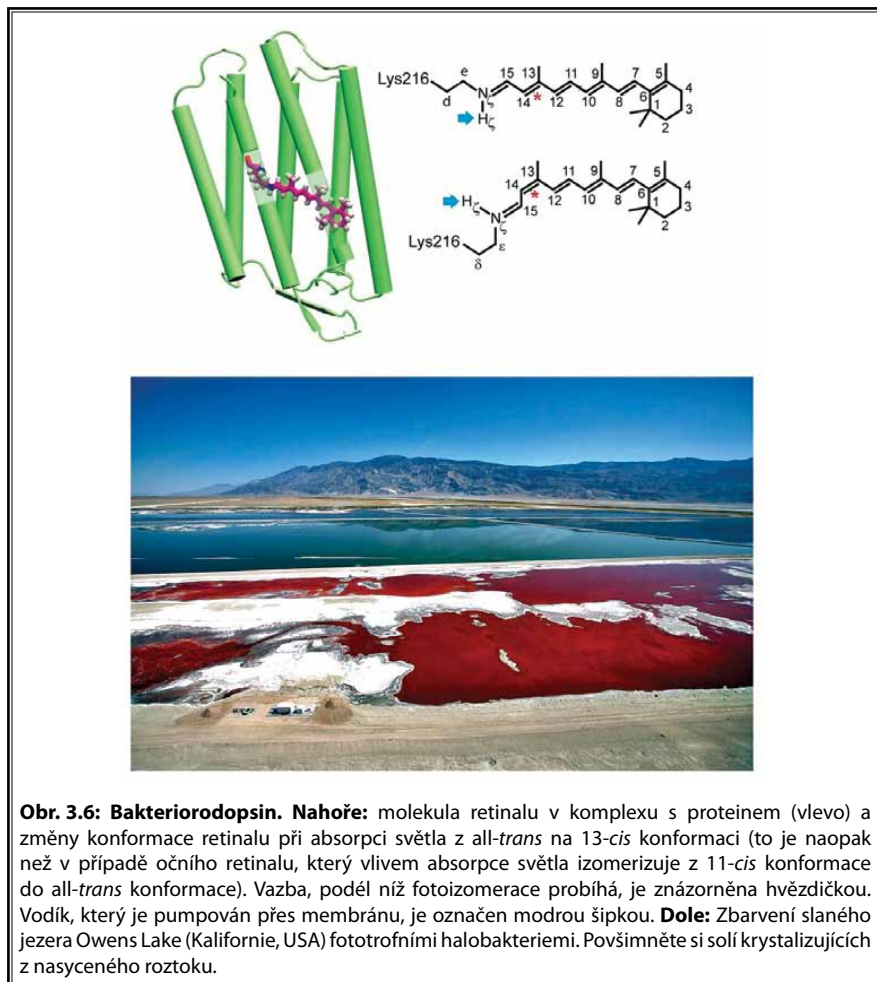 Lys216
d
e
N
ζ
H
ζ
15
14
13
*
12
11
10
9
8
7
6
5
4
3
2
1
H
ζ
N
ζ
Lys216
δ
ε
15
14
13
*
12
11
10
9
8
7
6
5
4
3
2
1
Obr. 3.6: Bakteriorodopsin. Nahoře: molekula retinalu v komplexu s proteinem (vlevo) a
změny konformace retinalu při absorpci světla z all-trans na 13-cis konformaci (to je naopak
než v případě očního retinalu, který vlivem absorpce světla izomerizuje z 11-cis konformace
do all-trans konformace). Vazba, podél níž fotoizomerace probíhá, je znázorněna hvězdičkou.
Vodík, který je pumpován přes membránu, je označen modrou šipkou. Dole: Zbarvení slaného
jezera Owens Lake (Kalifornie, USA) fototrofními halobakteriemi. Povšimněte si solí krystalizujících
z nasyceného roztoku.